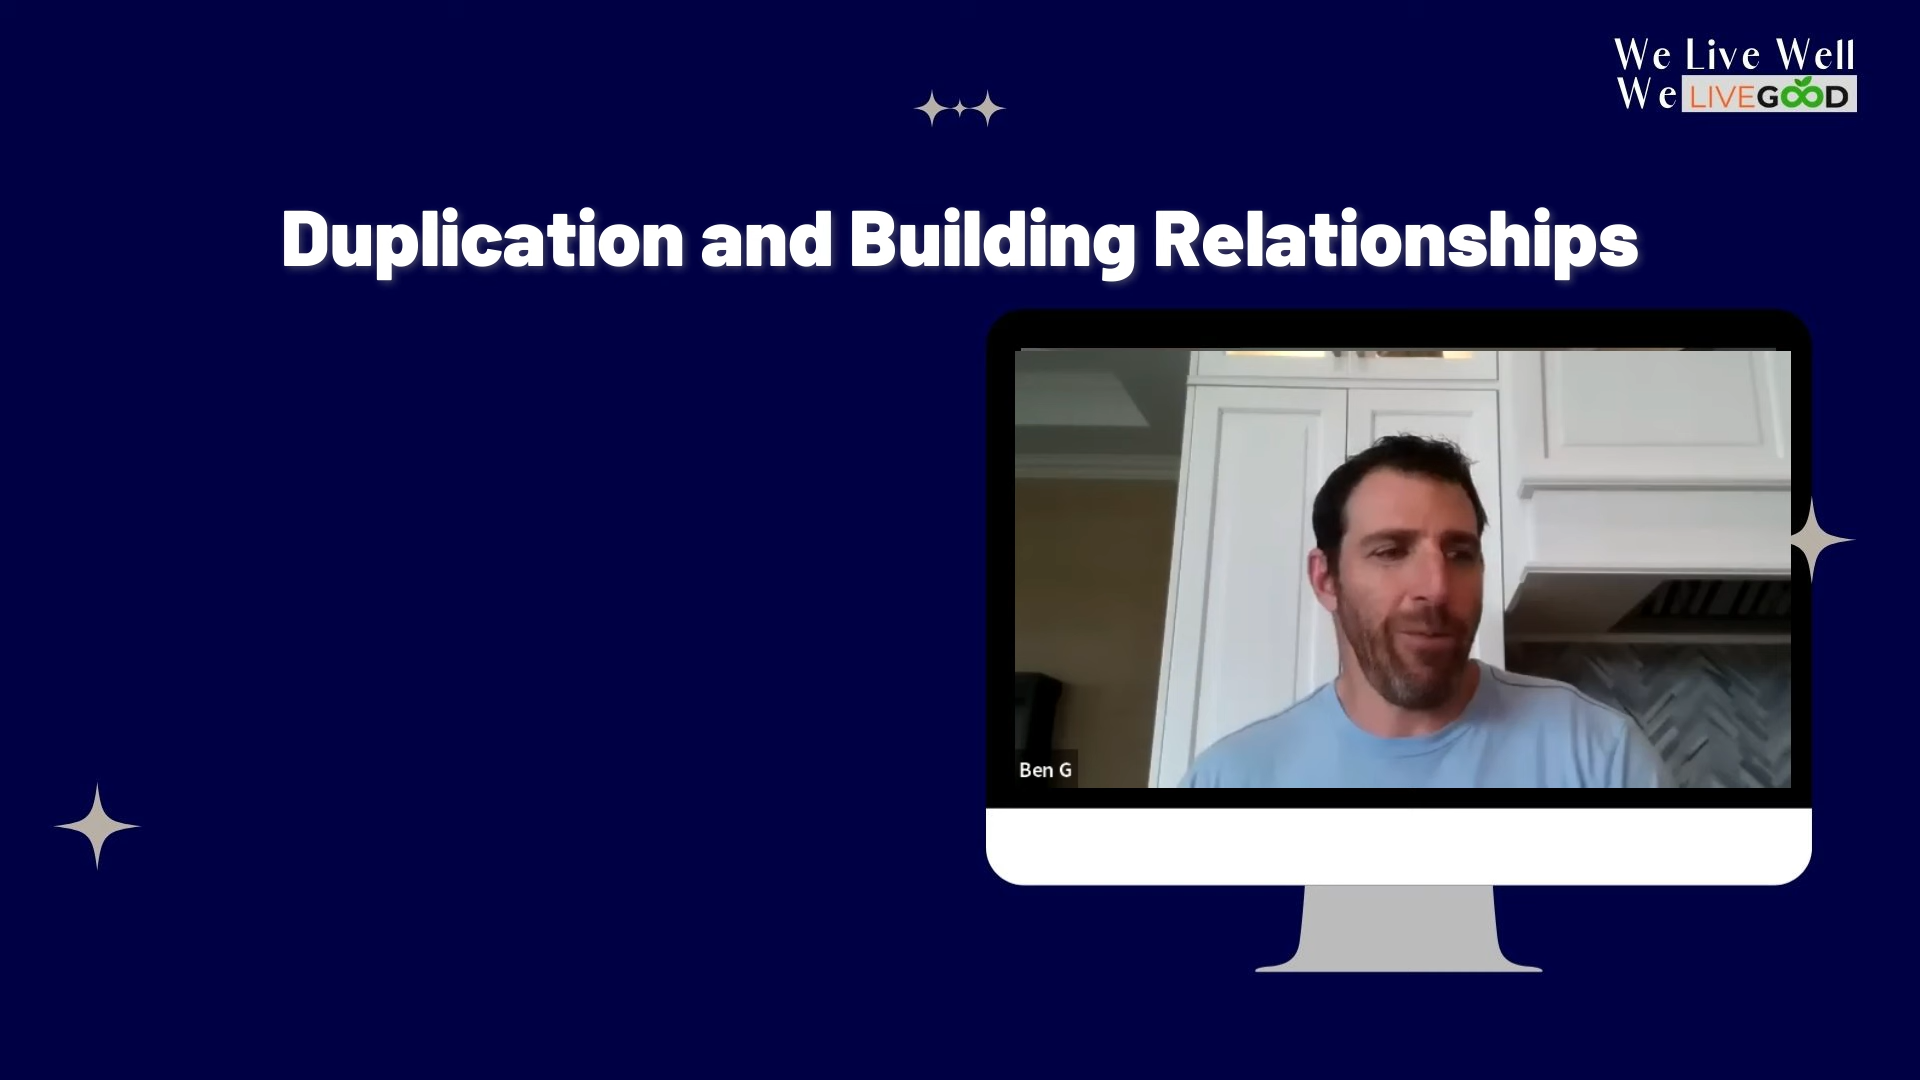 We Live Well
We LIVEGOOD
Duplication and Building Relationships
Ben G